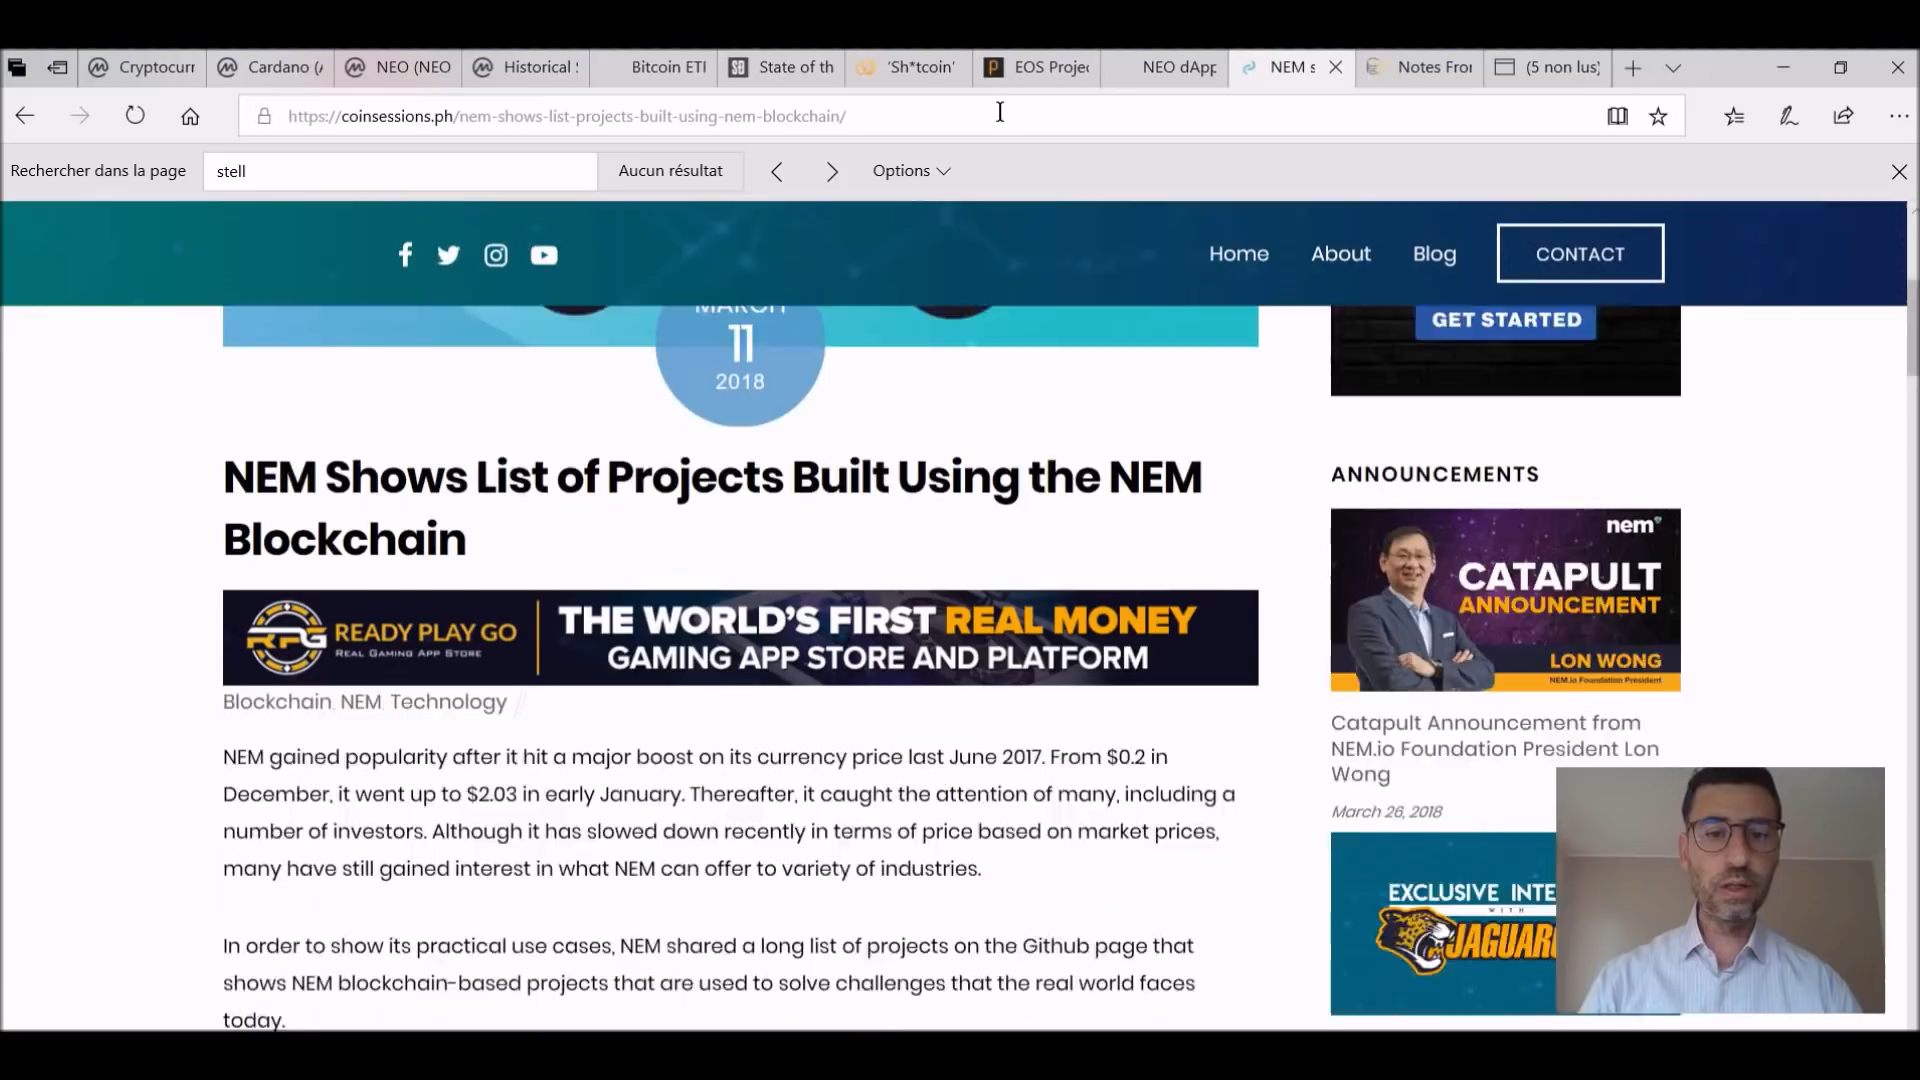 Cryptocurr
Cardano (
NEO (NEO
Historical
Bitcoin ETI
State of th
'Sh*tcoin'
EOS Projec
NEO dApp
NEM s
Notes Fro
(5 non lus)
https://coinsessions.ph/nem-shows-list-projects-built-using-nem-blockchain/
Rechercher dans la page
stell
Aucun résultat
Options
Home
About
Blog
CONTACT
MARCH
11
2018
GET STARTED
NEM Shows List of Projects Built Using the NEM
Blockchain
RPG
READY PLAY GO
REAL GAMING APP STORE
THE WORLD'S FIRST REAL MONEY
GAMING APP STORE AND PLATFORM
Blockchain, NEM, Technology
NEM gained popularity after it hit a major boost on its currency price last June 2017. From $0.2 in
December, it went up to $2.03 in early January. Thereafter, it caught the attention of many, including a
number of investors. Although it has slowed down recently in terms of price based on market prices,
many have still gained interest in what NEM can offer to variety of industries.
In order to show its practical use cases, NEM shared a long list of projects on the Github page that
shows NEM blockchain-based projects that are used to solve challenges that the real world faces
today.
ANNOUNCEMENTS
nem
CATAPULT
ANNOUNCEMENT
LON WONG
NEM.io Foundation President
Catapult Announcement from
NEM.io Foundation President Lon
Wong
March 26, 2018
EXCLUSIVE INTE
WITH
JAGUAR